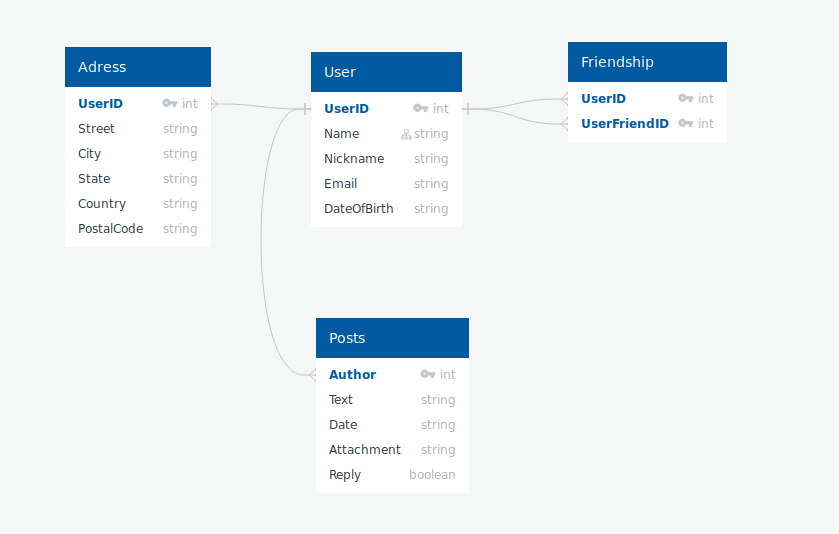 Adress
UserID int
Street string
City string
State string
Country string
PostalCode string
User
UserID int
Name string
Nickname string
Email string
DateOfBirth string
Friendship
UserID int
UserFriendID int
Posts
Author int
Text string
Date string
Attachment string
Reply boolean